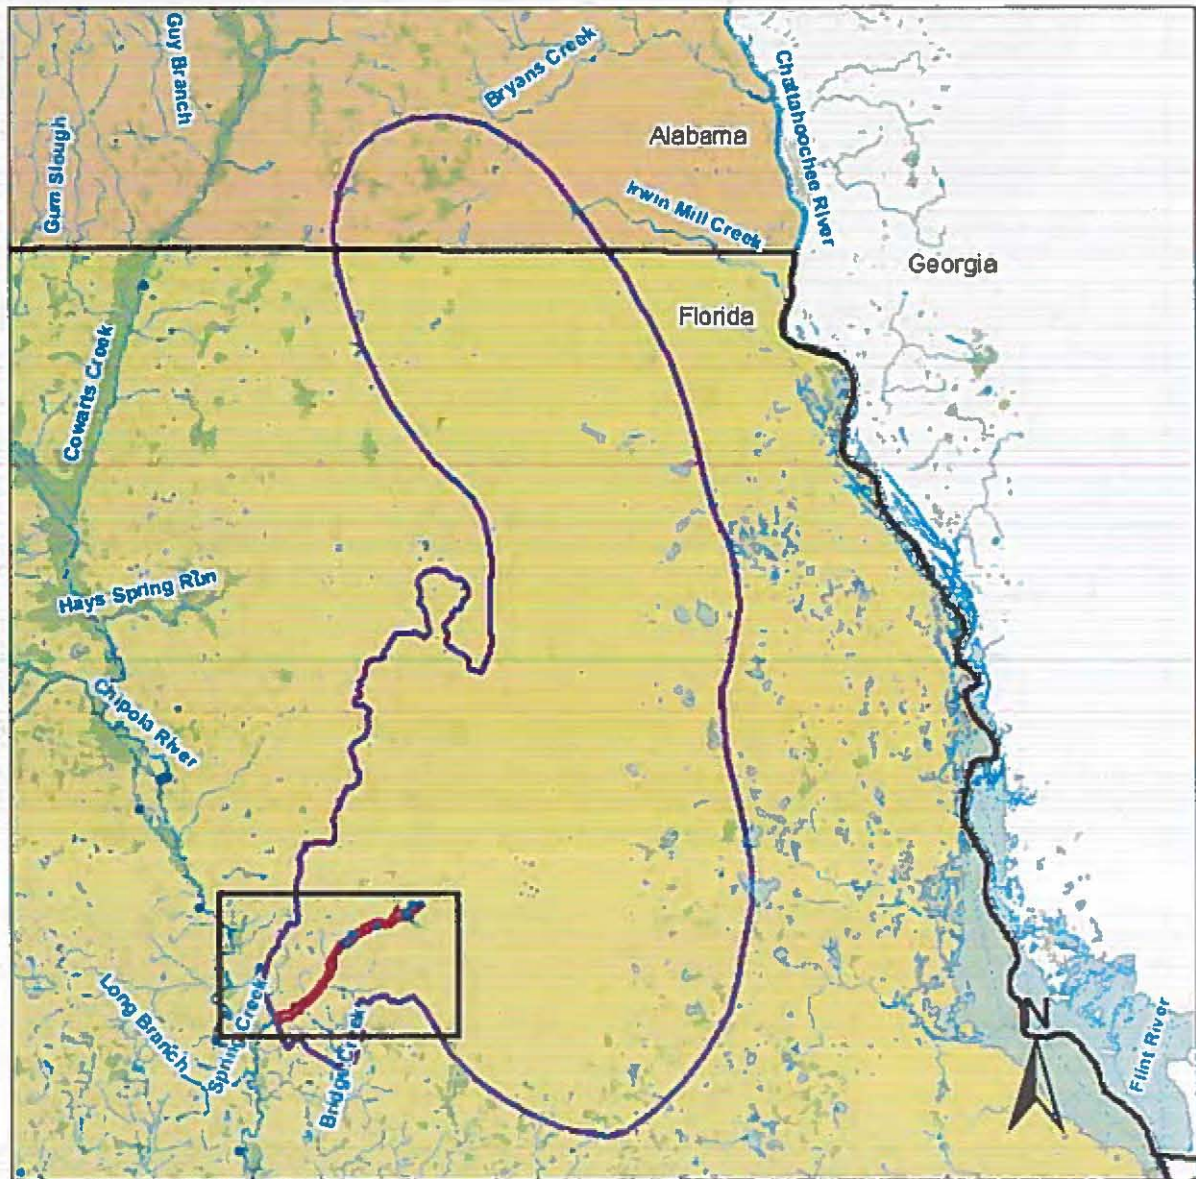 Guy Branch
Bryans Creek
Chattahoochee River
Alabama
Gum Slough
Irwin Mill Creek
Georgia
Florida
Cowarts Creek
Hays Spring Run
Chipola River
Long Branch
Spring Creek
Bridge Creek
N
Flint River